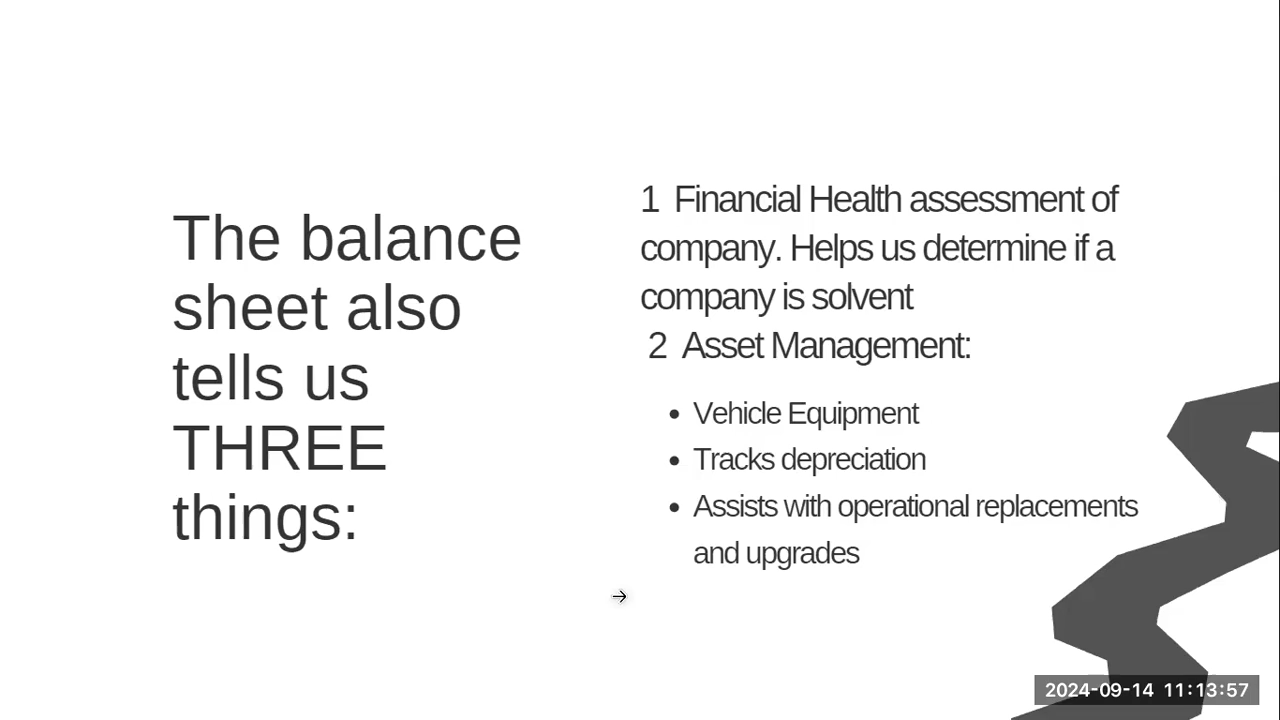 The balance
sheet also
tells us
THREE
things:
1 Financial Health assessment of
company. Helps us determine if a
company is solvent
2 Asset Management:
• Vehicle Equipment
• Tracks depreciation
• Assists with operational replacements
and upgrades
2024-09-14 11:13:57